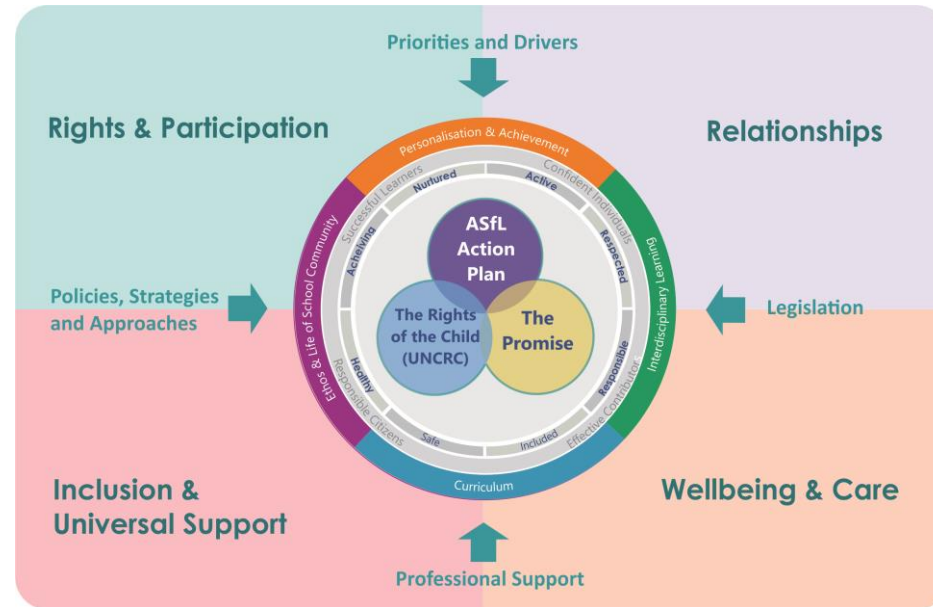 Priorities and Drivers
Rights & Participation
Relationships
Personalisation & Achievement
Successful Learners
Confident Individuals
Nurtured
Active
Acheiving
Respected
ASfL
Action
Plan
Ethos & Life of School Community
Interdisciplinary Learning
Policies, Strategies
and Approaches
Legislation
The Rights
of the Child
(UNCRC)
The
Promise
Healthy
Responsible
Responsible Citizens
Effective Contributors
Safe
Included
Curriculum
Inclusion &
Universal Support
Wellbeing & Care
Professional Support